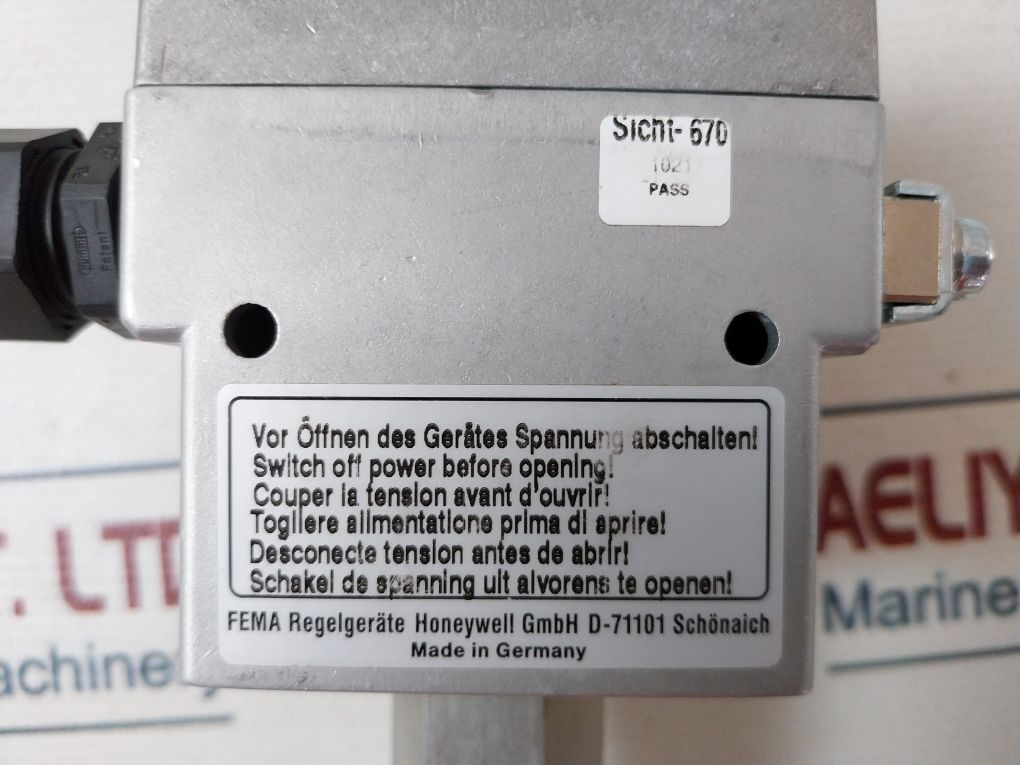 Sicht- 670
1021
PASS
Patent
Vor Öffnen des Gerätes Spannung abschalten!
Switch off power before opening!
Couper la tension avant d'ouvrir!
Togliere alimentatione prima di aprire!
Desconecte tension antes de abrir!
Schakel de spanning uit alvorens te openen!
FEMA Regelgeräte Honeywell GmbH D-71101 Schönaich
Made in Germany
. LTD
achinery
AELIY
Marine